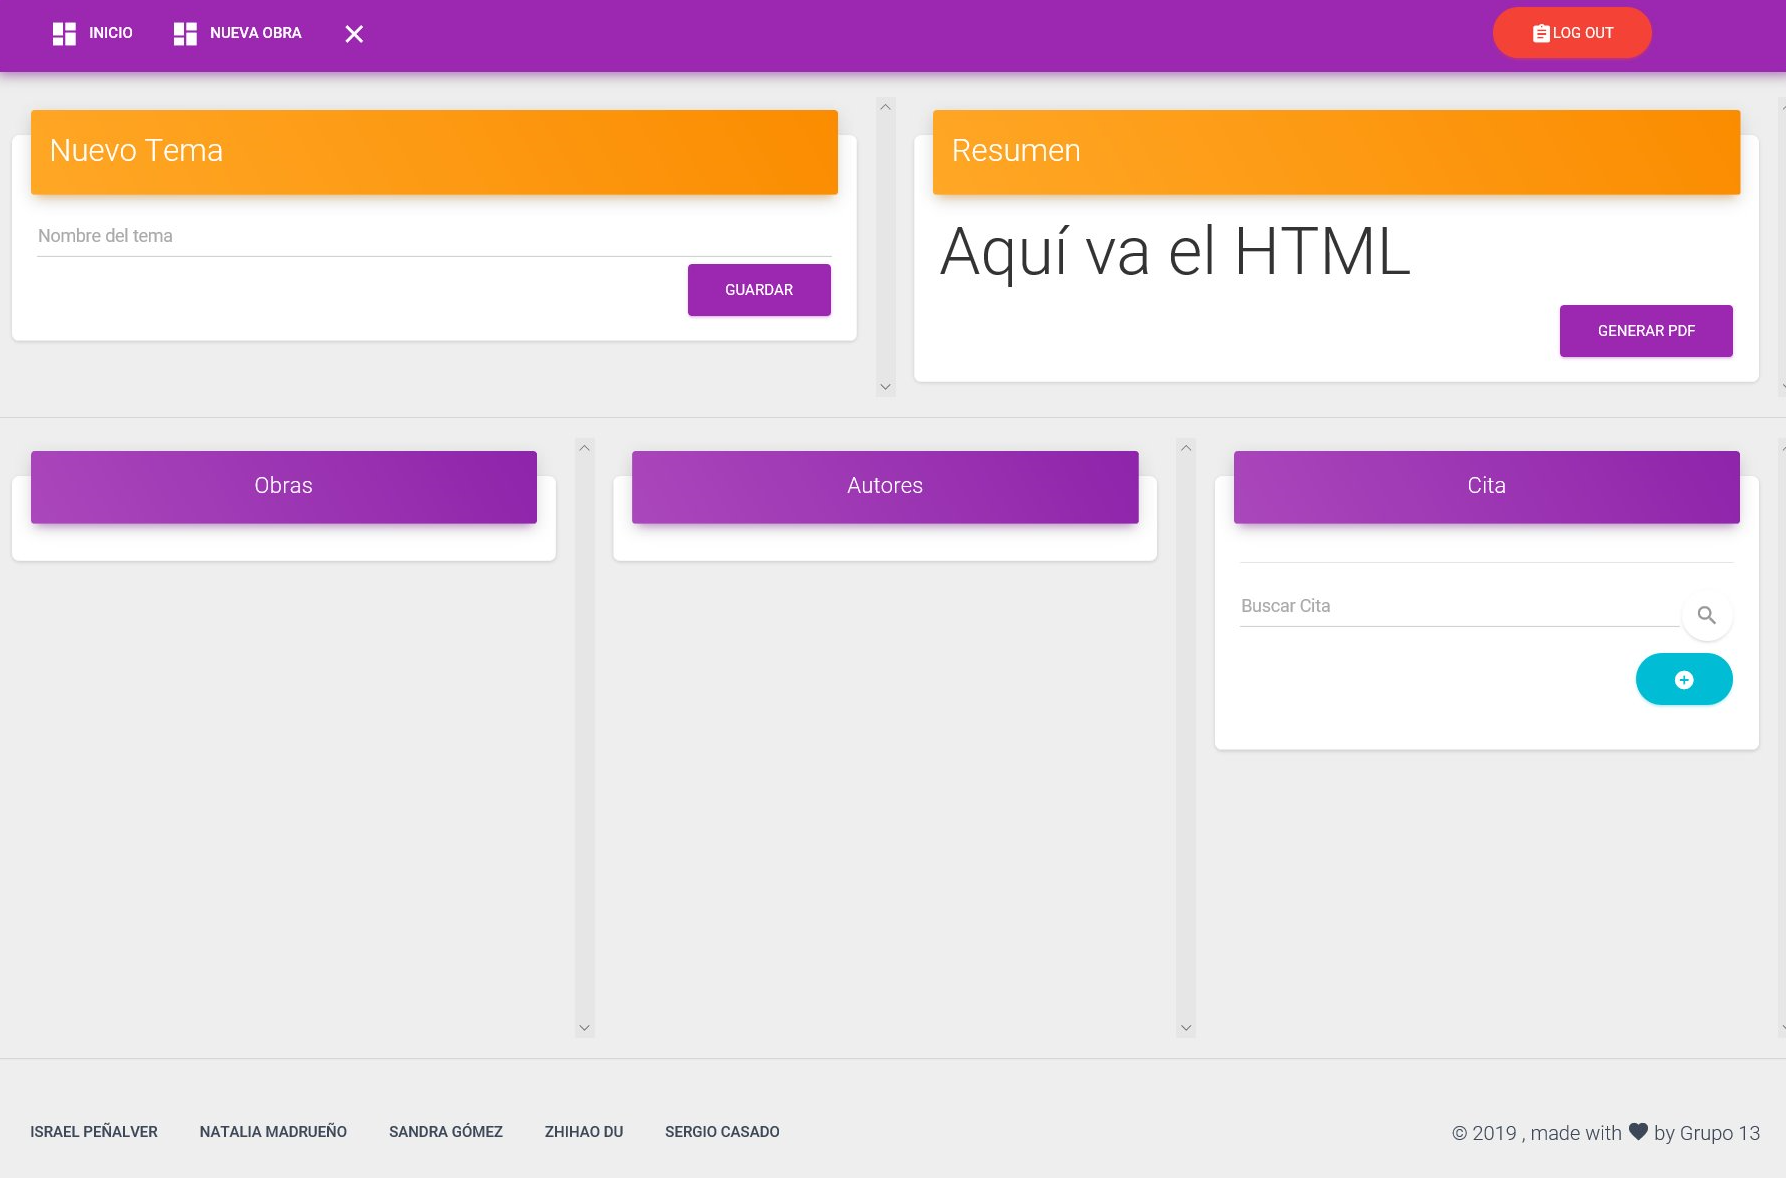 INICIO
NUEVA OBRA
LOG OUT
Nuevo Tema
Nombre del tema
GUARDAR
Resumen
Aquí va el HTML
GENERAR PDF
Obras
Autores
Cita
Buscar Cita
ISRAEL PEÑALVER
NATALIA MADRUEÑO
SANDRA GÓMEZ
ZHIHAO DU
SERGIO CASADO
© 2019 , made with ♥ by Grupo 13